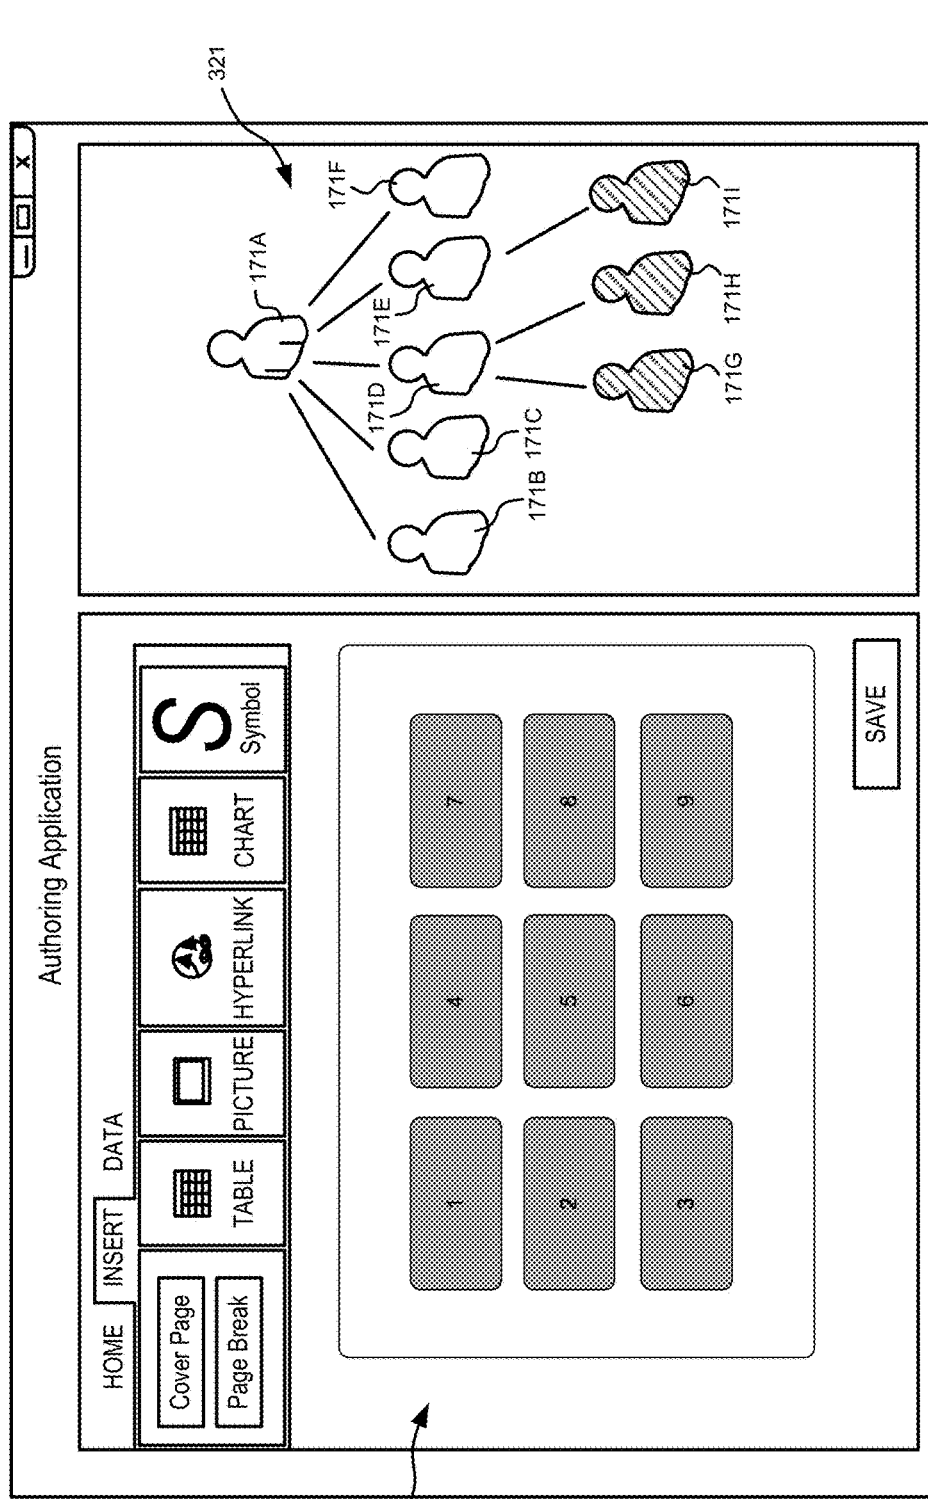 Authoring Application
— □ X
HOME INSERT DATA
Cover Page
Page Break
TABLE
PICTURE
HYPERLINK
CHART
S
Symbol
1 4 7
2 5 8
3 6 9
SAVE
321
171A
171B
171C
171D
171E
171F
171G
171H
171I